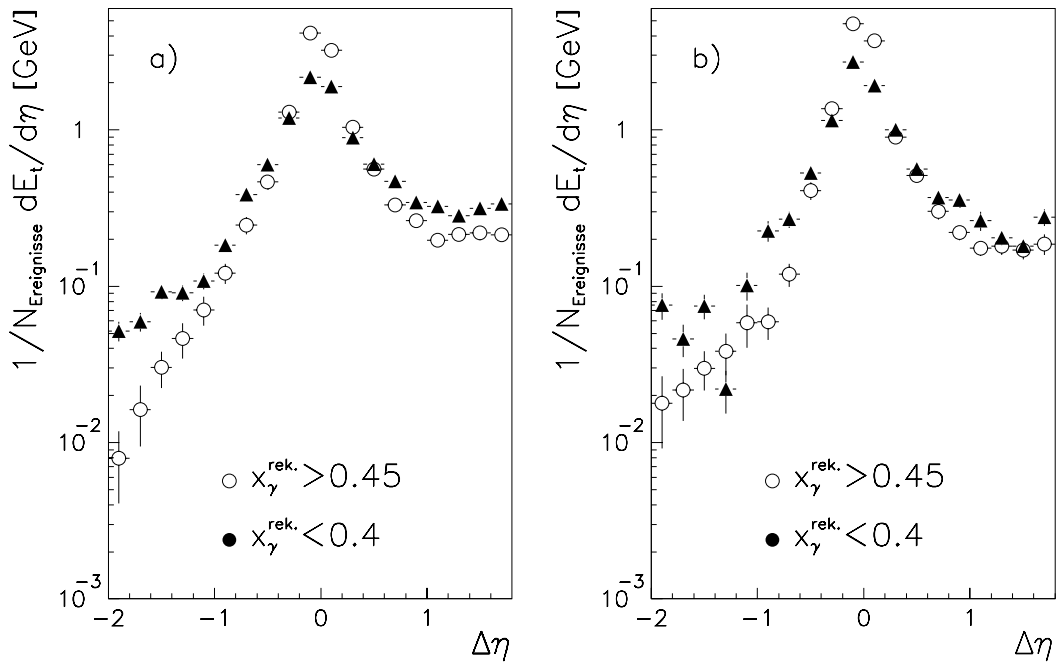 1/N_Ereignisse dE_t/dη [GeV]
a)
1
10^-1
10^-2
10^-3
○ x_γ^rek. > 0.45
● x_γ^rek. < 0.4
-2 -1 0 1
Δη
1/N_Ereignisse dE_t/dη [GeV]
b)
1
10^-1
10^-2
10^-3
○ x_γ^rek. > 0.45
● x_γ^rek. < 0.4
-2 -1 0 1
Δη